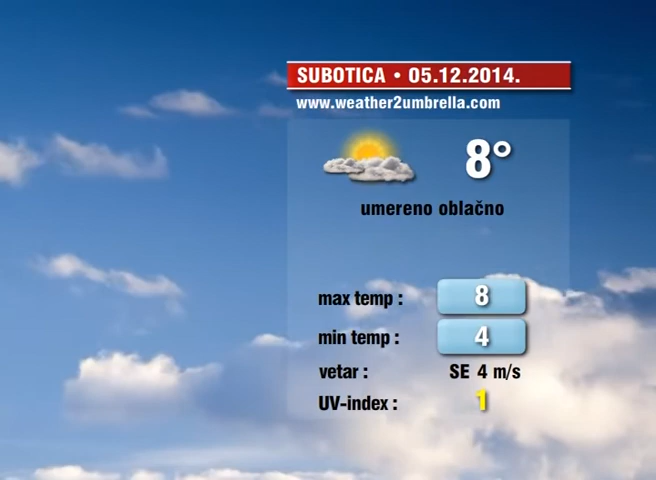 SUBOTICA • 05.12.2014.
www.weather2umbrella.com
8°
umereno oblačno
max temp : 8
min temp : 4
vetar : SE 4 m/s
UV-index : 1